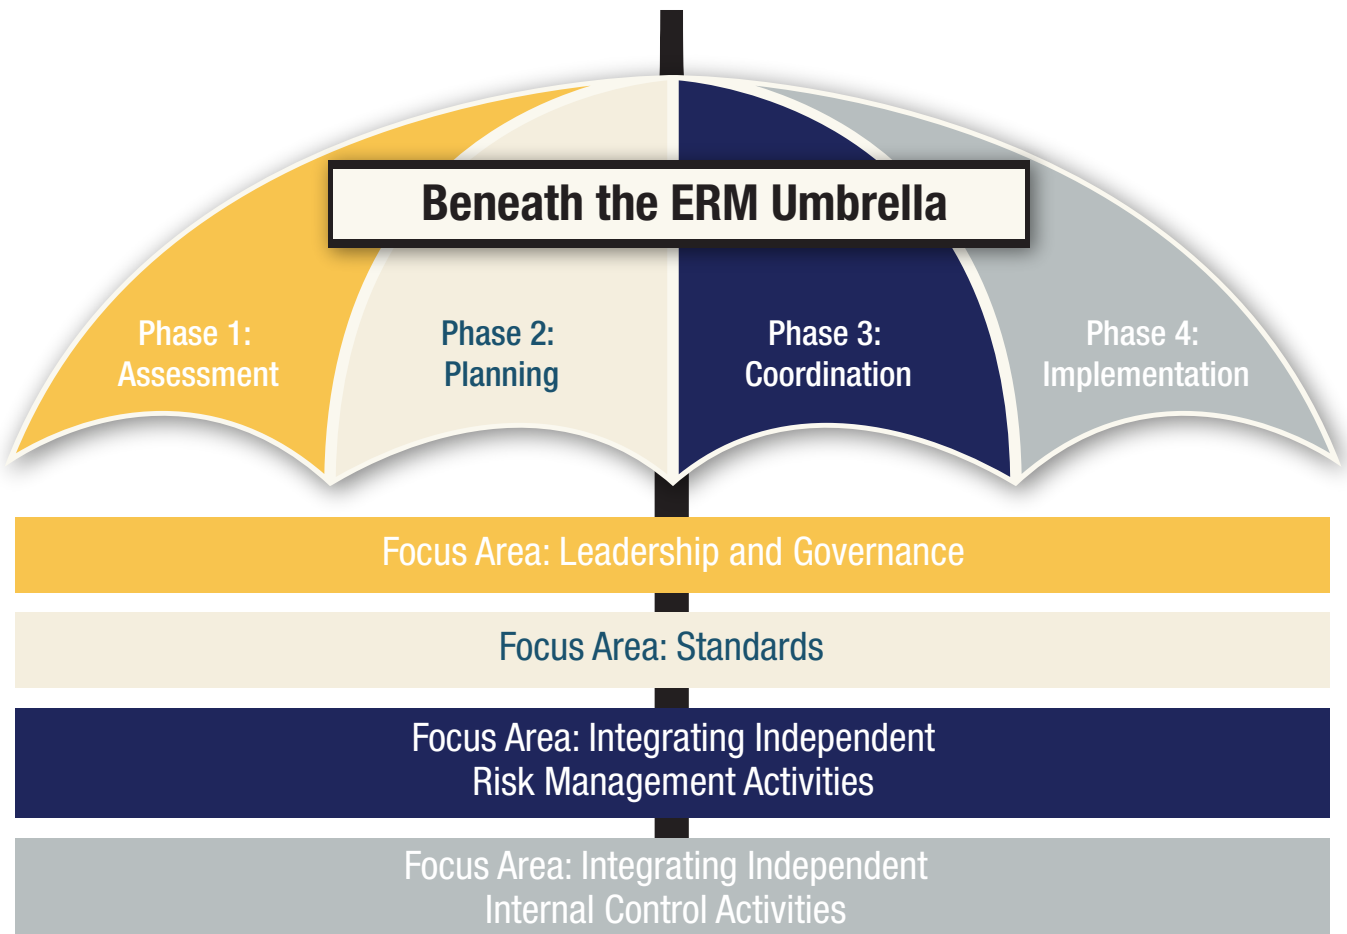 Beneath the ERM Umbrella
Phase 1:
Assessment
Phase 2:
Planning
Phase 3:
Coordination
Phase 4:
Implementation
Focus Area: Leadership and Governance
Focus Area: Standards
Focus Area: Integrating Independent
Risk Management Activities
Focus Area: Integrating Independent
Internal Control Activities